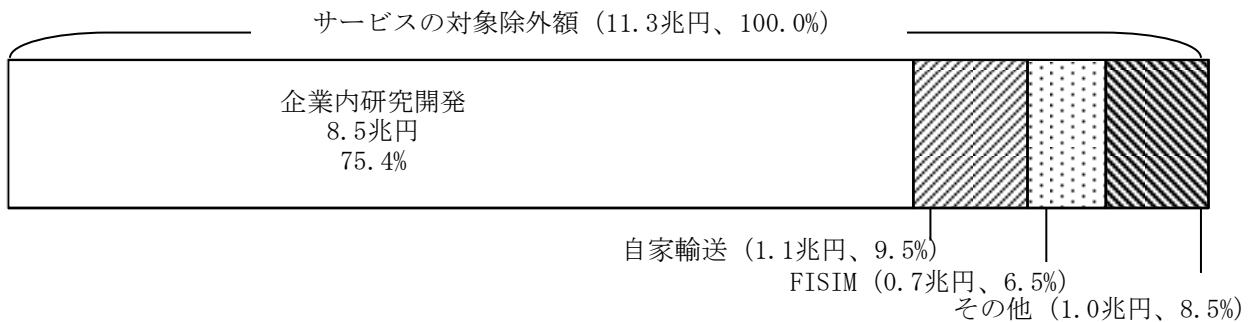 サービスの対象除外額（11.3兆円、100.0%）
企業内研究開発
8.5兆円
75.4%
自家輸送（1.1兆円、9.5%）
FISIM（0.7兆円、6.5%）
その他（1.0兆円、8.5%）